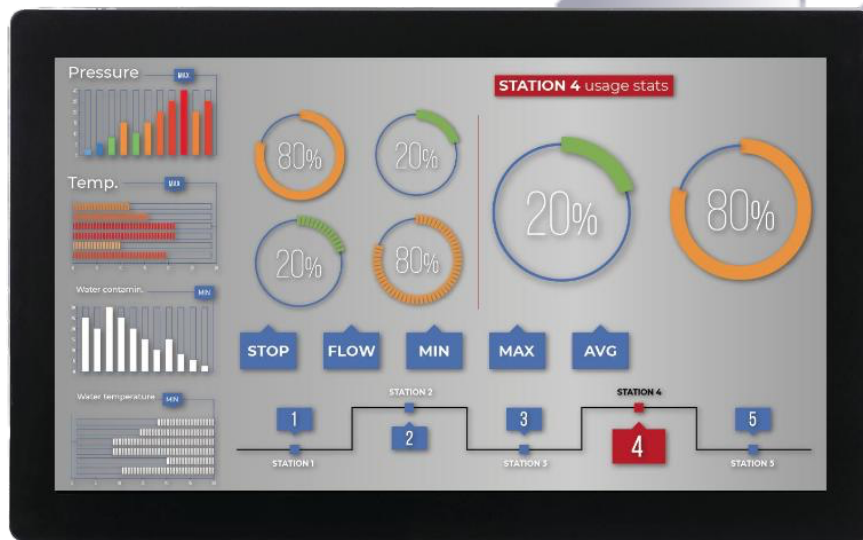 Pressure
MAX
Temp.
MAX
Water contamin.
MIN
Water temperature
MIN
STATION 4 usage stats
80%
20%
20%
80%
20%
80%
STOP
FLOW
MIN
MAX
AVG
STATION 2
STATION 4
1
2
3
4
5
STATION 1
STATION 3
STATION 5